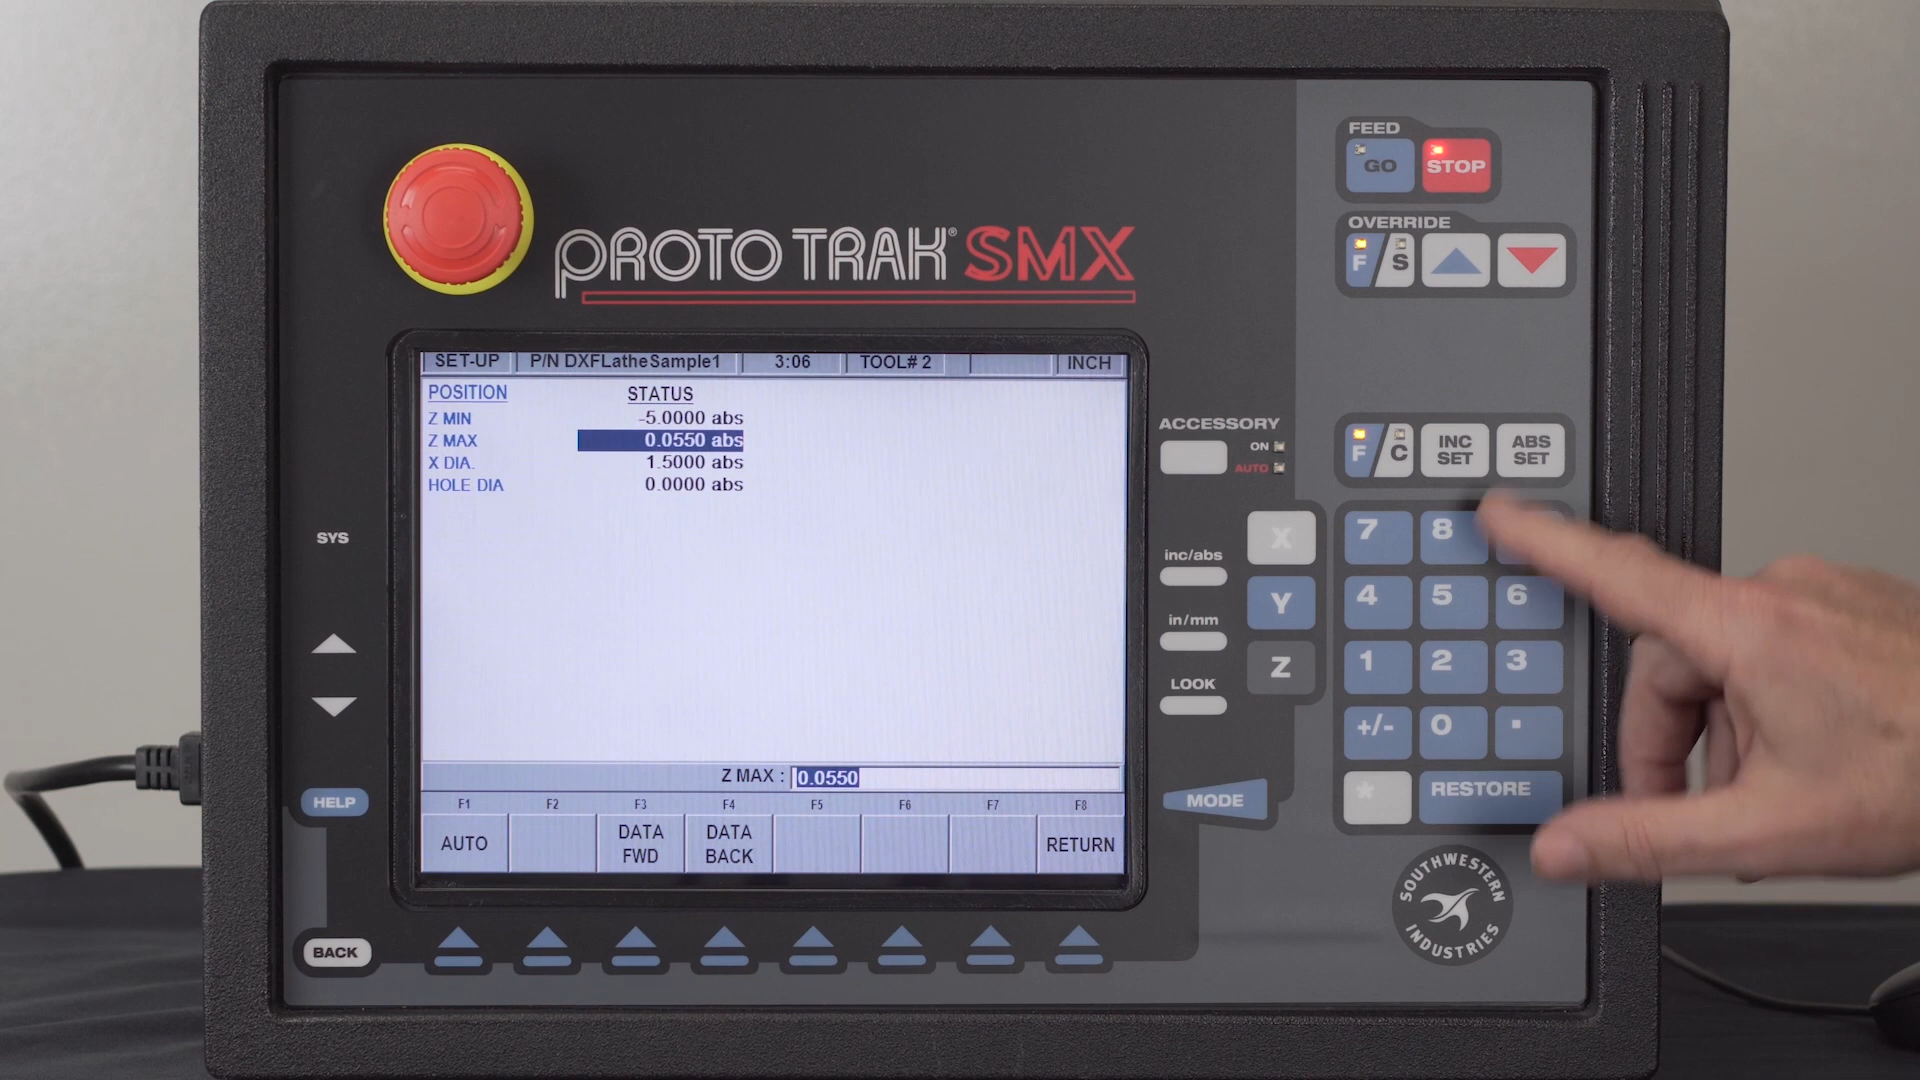 FEED
GO STOP
OVERRIDE
F S
PROTO TRAK® SMX
SET-UP P/N DXFLatheSample1 3:06 TOOL# 2 INCH
POSITION STATUS
Z MIN -5.0000 abs
Z MAX 0.0550 abs
X DIA. 1.5000 abs
HOLE DIA 0.0000 abs
Z MAX : 0.0550
F1 F2 F3 F4 F5 F6 F7 F8
AUTO DATA FWD DATA BACK RETURN
SYS
HELP
BACK
ACCESSORY
ON
AUTO
F C INC SET ABS SET
inc/abs
in/mm
LOOK
X
Y
Z
MODE
7 8
4 5 6
1 2 3
+/- 0 .
* RESTORE
SOUTHWESTERN INDUSTRIES